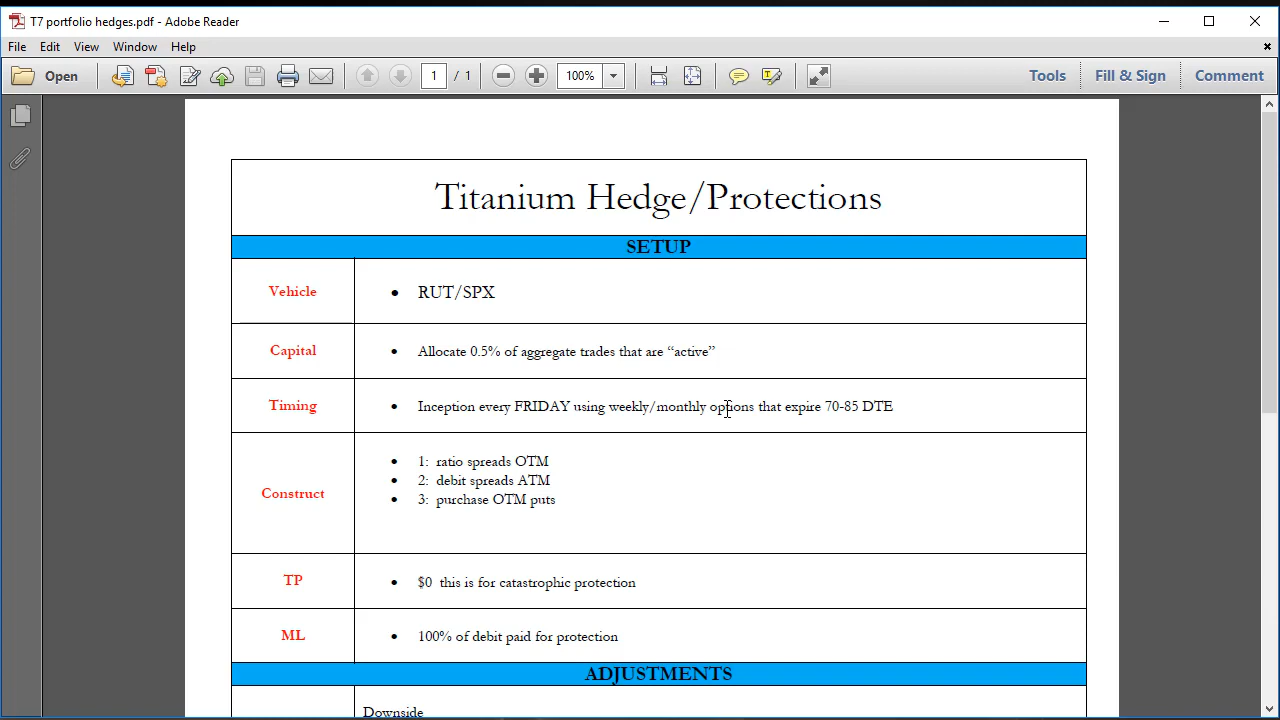 T7 portfolio hedges.pdf - Adobe Reader
File Edit View Window Help
Open 1 / 1 100% Tools Fill & Sign Comment
Titanium Hedge/Protections
SETUP
Vehicle • RUT/SPX
Capital • Allocate 0.5% of aggregate trades that are “active”
Timing • Inception every FRIDAY using weekly/monthly options that expire 70-85 DTE
• 1: ratio spreads OTM
• 2: debit spreads ATM
Construct • 3: purchase OTM puts
TP • $0 this is for catastrophic protection
ML • 100% of debit paid for protection
ADJUSTMENTS
Downside